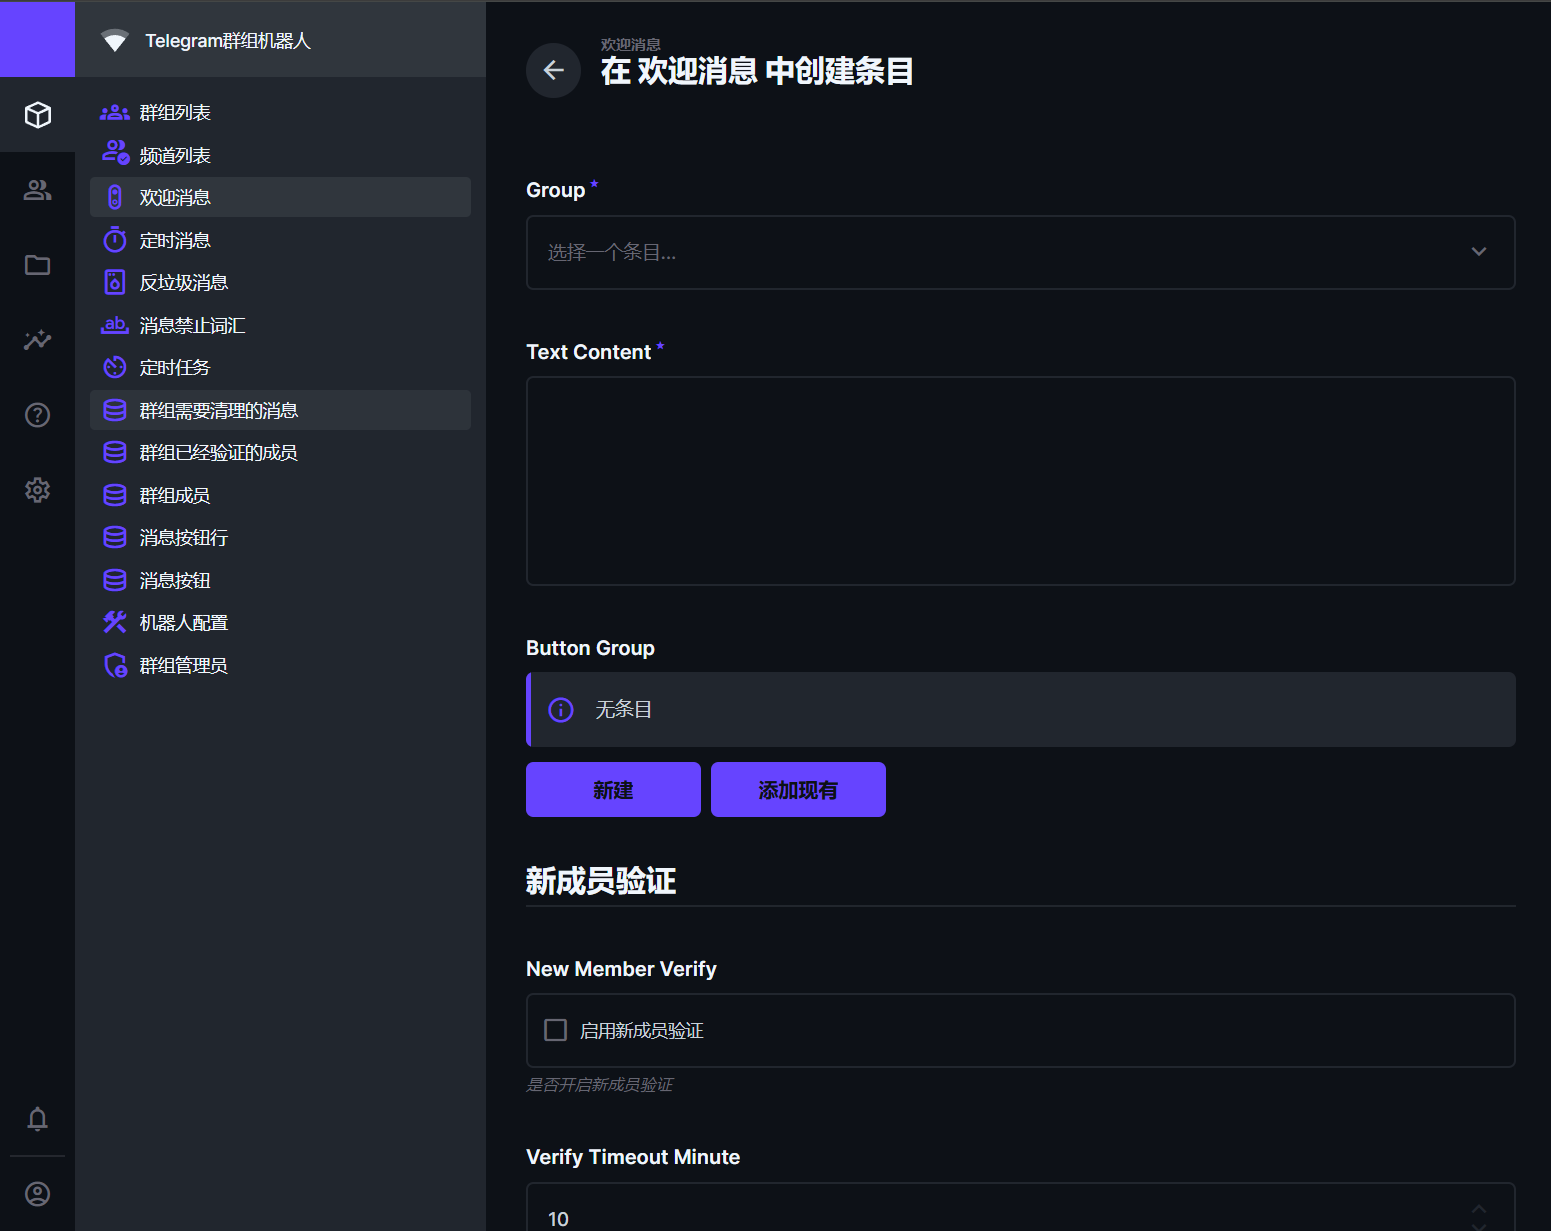 Telegram群组机器人
群组列表
频道列表
欢迎消息
定时消息
反垃圾消息
ab
消息禁止词汇
定时任务
群组需要清理的消息
群组已经验证的成员
群组成员
消息按钮行
消息按钮
机器人配置
群组管理员
欢迎消息
在 欢迎消息 中创建条目
Group *
选择一个条目...
Text Content *
Button Group
无条目
新建
添加现有
新成员验证
New Member Verify
启用新成员验证
是否开启新成员验证
Verify Timeout Minute
10